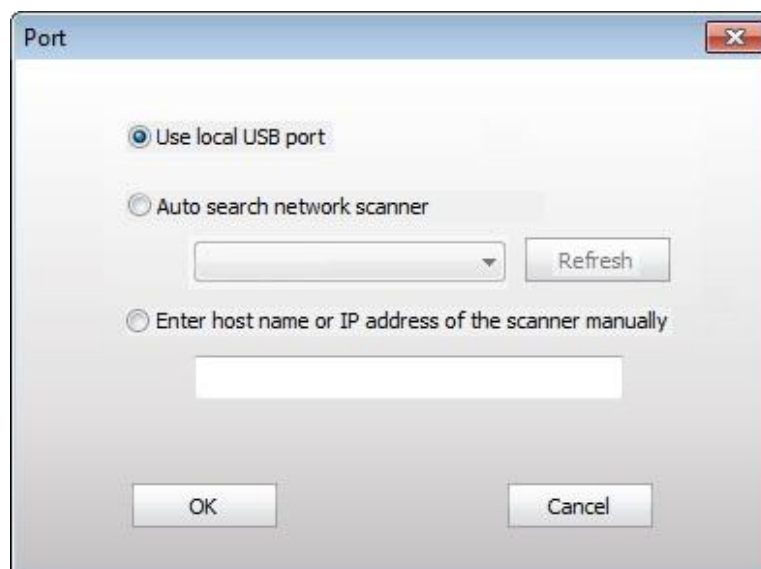 Port
Use local USB port
Auto search network scanner
Refresh
Enter host name or IP address of the scanner manually
OK
Cancel